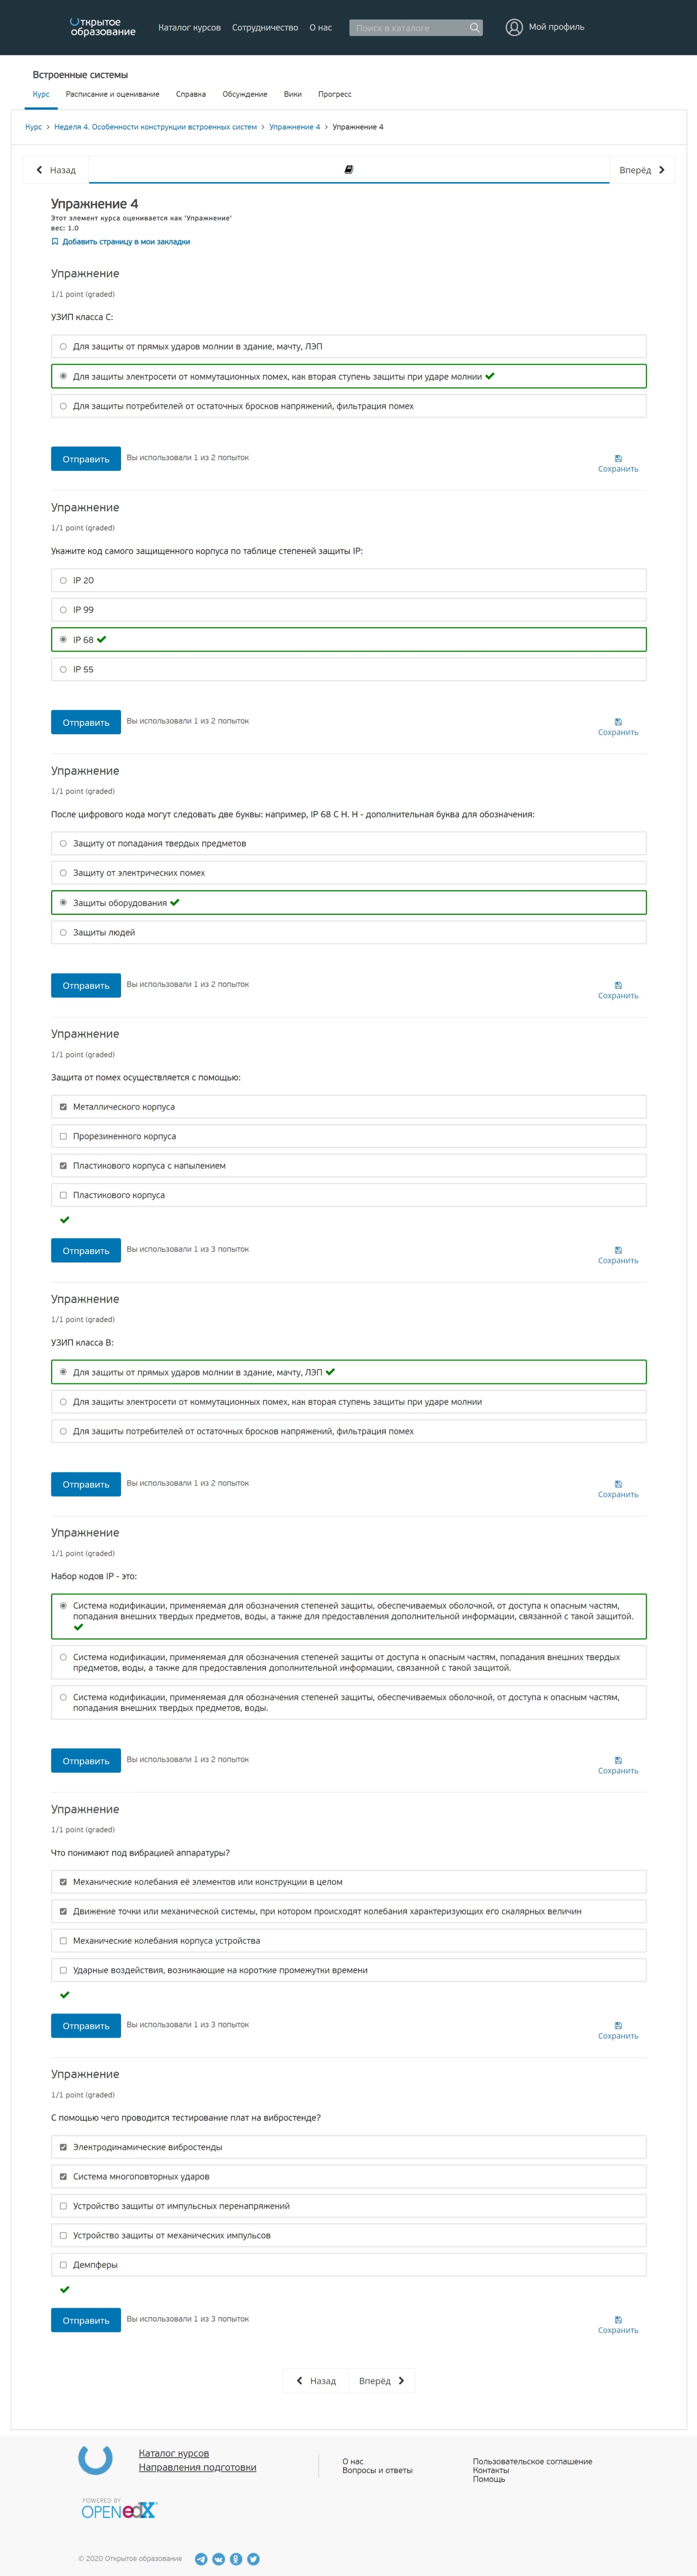 Открытое образование
Каталог курсов Сотрудничество О нас Поиск в каталоге Мой профиль
Встроенные системы
Курс Расписание и оценивание Справка Обсуждение Вики Прогресс
Курс > Неделя 4. Особенности конструкции встроенных систем > Упражнение 4 > Упражнение 4
Назад Вперёд
Упражнение 4
Этот элемент курса оценивается как 'Упражнение'
вес: 1.0
Добавить страницу в мои закладки
Упражнение
1/1 point (graded)
УЗИП класса C:
Для защиты от прямых ударов молнии в здание, мачту, ЛЭП
Для защиты электросети от коммутационных помех, как вторая ступень защиты при ударе молнии
Для защиты потребителей от остаточных бросков напряжений, фильтрация помех
Отправить Вы использовали 1 из 2 попыток
Сохранить
Упражнение
1/1 point (graded)
Укажите код самого защищенного корпуса по таблице степеней защиты IP:
IP 20
IP 99
IP 68
IP 55
Отправить Вы использовали 1 из 2 попыток
Сохранить
Упражнение
1/1 point (graded)
После цифрового кода могут следовать две буквы: например, IP 68 C H. H - дополнительная буква для обозначения:
Защиту от попадания твердых предметов
Защиту от электрических помех
Защиты оборудования
Защиты людей
Отправить Вы использовали 1 из 2 попыток
Сохранить
Упражнение
1/1 point (graded)
Защита от помех осуществляется с помощью:
Металлического корпуса
Прорезиненного корпуса
Пластикового корпуса с напылением
Пластикового корпуса
Отправить Вы использовали 1 из 3 попыток
Сохранить
Упражнение
1/1 point (graded)
УЗИП класса B:
Для защиты от прямых ударов молнии в здание, мачту, ЛЭП
Для защиты электросети от коммутационных помех, как вторая ступень защиты при ударе молнии
Для защиты потребителей от остаточных бросков напряжений, фильтрация помех
Отправить Вы использовали 1 из 2 попыток
Сохранить
Упражнение
1/1 point (graded)
Набор кодов IP - это:
Система кодификации, применяемая для обозначения степеней защиты, обеспечиваемых оболочкой, от доступа к опасным частям,
попадания внешних твердых предметов, воды, а также для предоставления дополнительной информации, связанной с такой защитой.
Система кодификации, применяемая для обозначения степеней защиты от доступа к опасным частям, попадания внешних твердых
предметов, воды, а также для предоставления дополнительной информации, связанной с такой защитой.
Система кодификации, применяемая для обозначения степеней защиты, обеспечиваемых оболочкой, от доступа к опасным частям,
попадания внешних твердых предметов, воды.
Отправить Вы использовали 1 из 2 попыток
Сохранить
Упражнение
1/1 point (graded)
Что понимают под вибрацией аппаратуры?
Механические колебания её элементов или конструкции в целом
Движение точки или механической системы, при котором происходят колебания характеризующих его скалярных величин
Механические колебания корпуса устройства
Ударные воздействия, возникающие на короткие промежутки времени
Отправить Вы использовали 1 из 3 попыток
Сохранить
Упражнение
1/1 point (graded)
С помощью чего проводится тестирование плат на вибростенде?
Электродинамические вибростенды
Система многоповторных ударов
Устройство защиты от импульсных перенапряжений
Устройство защиты от механических импульсов
Демпферы
Отправить Вы использовали 1 из 3 попыток
Сохранить
Назад Вперёд
Каталог курсов
Направления подготовки
О нас
Вопросы и ответы
Пользовательское соглашение
Контакты
Помощь
POWERED BY
OPEN edX
© 2020 Открытое образование